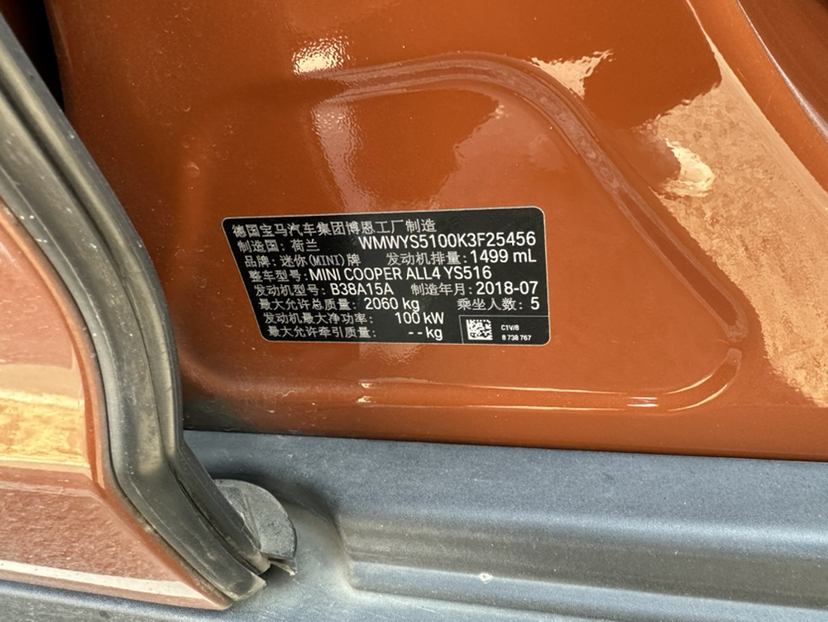 德国宝马汽车集团博恩工厂制造
制造国: 荷兰 WMWYS5100K3F25456
品牌: 迷你(MINI)牌 发动机排量: 1499 mL
整车型号: MINI COOPER ALL4 YS516
发动机型号: B38A15A 制造年月: 2018-07
最大允许总质量: 2060 kg 乘坐人数: 5
发动机最大净功率: 100 kW
最大允许牵引质量: -- kg
C1V/8
8 738 767